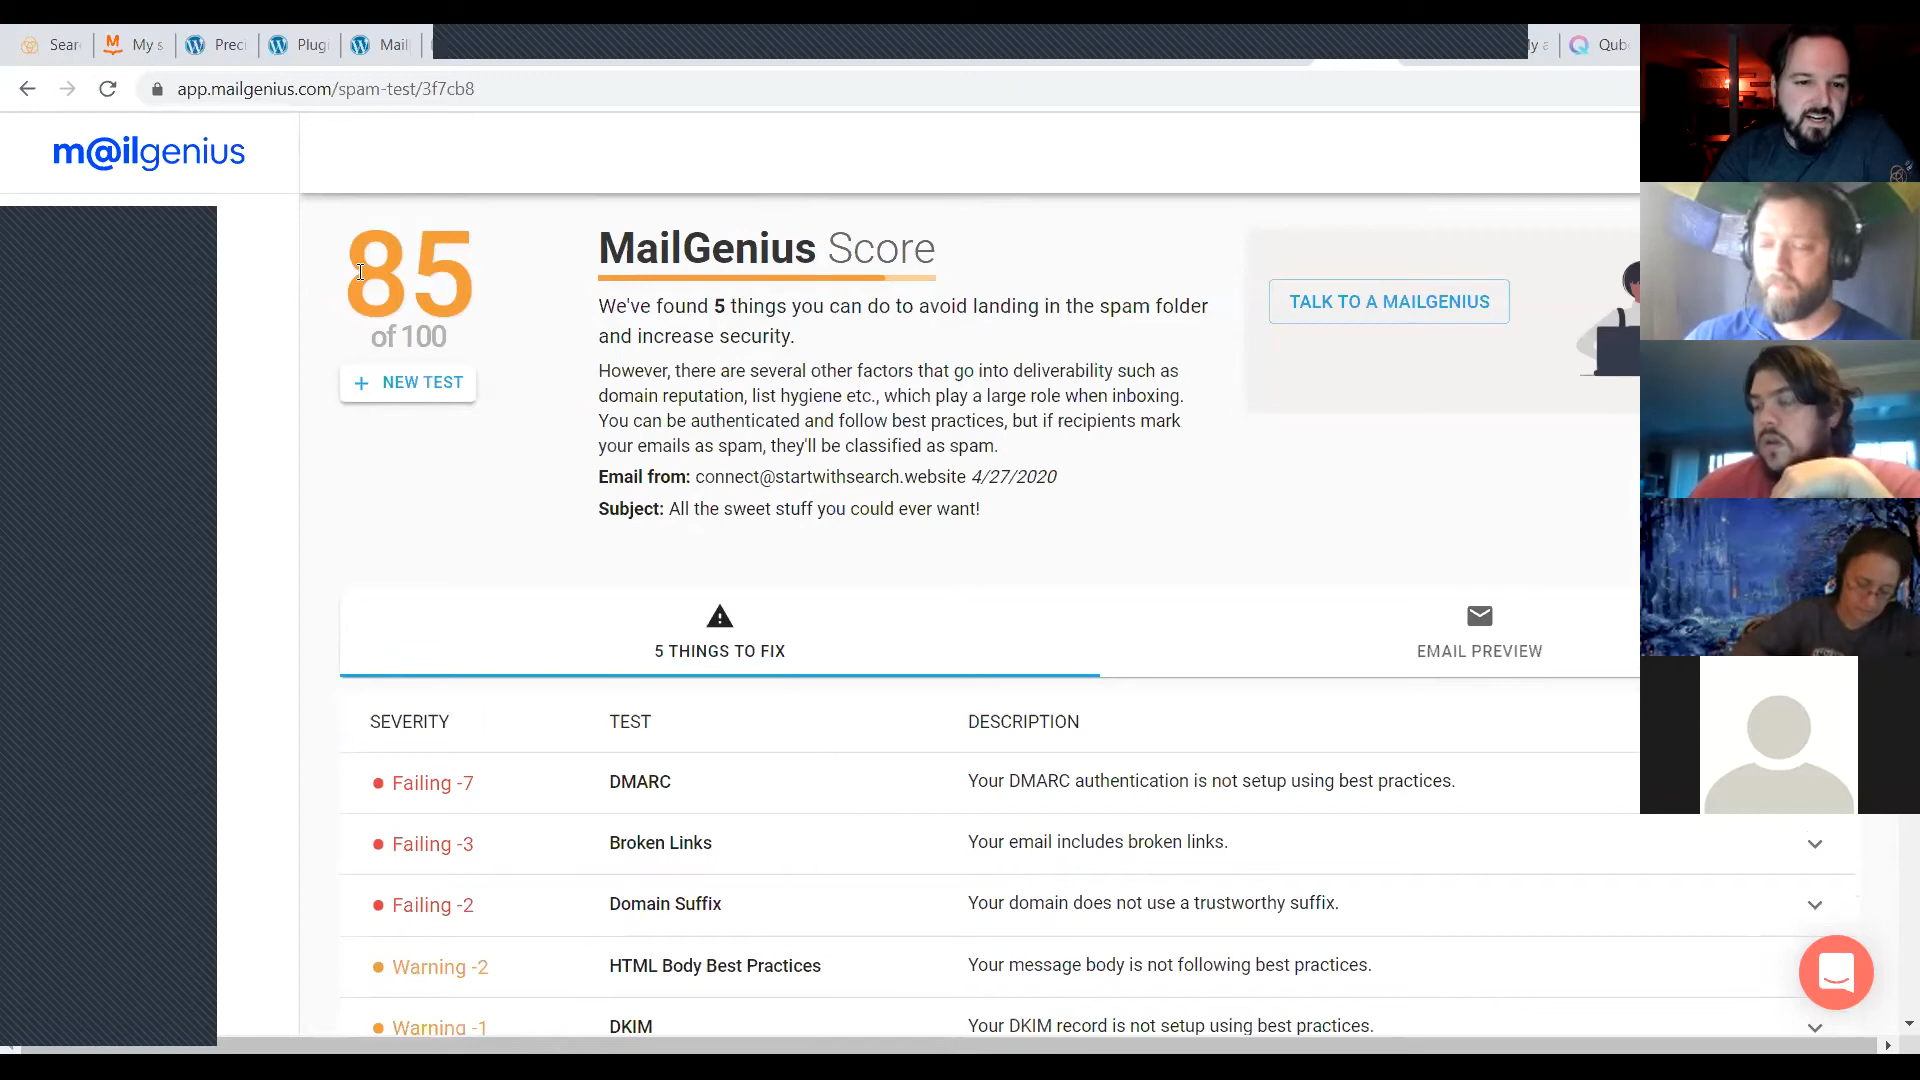 Sear
My s
Preci
Plugi
Mail
ly a
Qub
app.mailgenius.com/spam-test/3f7cb8
m@ilgenius
85
of 100
+ NEW TEST
MailGenius Score
We've found 5 things you can do to avoid landing in the spam folder
and increase security.
However, there are several other factors that go into deliverability such as
domain reputation, list hygiene etc., which play a large role when inboxing.
You can be authenticated and follow best practices, but if recipients mark
your emails as spam, they'll be classified as spam.
Email from: connect@startwithsearch.website 4/27/2020
Subject: All the sweet stuff you could ever want!
TALK TO A MAILGENIUS
5 THINGS TO FIX
EMAIL PREVIEW
SEVERITY TEST DESCRIPTION
Failing -7 DMARC Your DMARC authentication is not setup using best practices.
Failing -3 Broken Links Your email includes broken links.
Failing -2 Domain Suffix Your domain does not use a trustworthy suffix.
Warning -2 HTML Body Best Practices Your message body is not following best practices.
Warning -1 DKIM Your DKIM record is not setup using best practices.